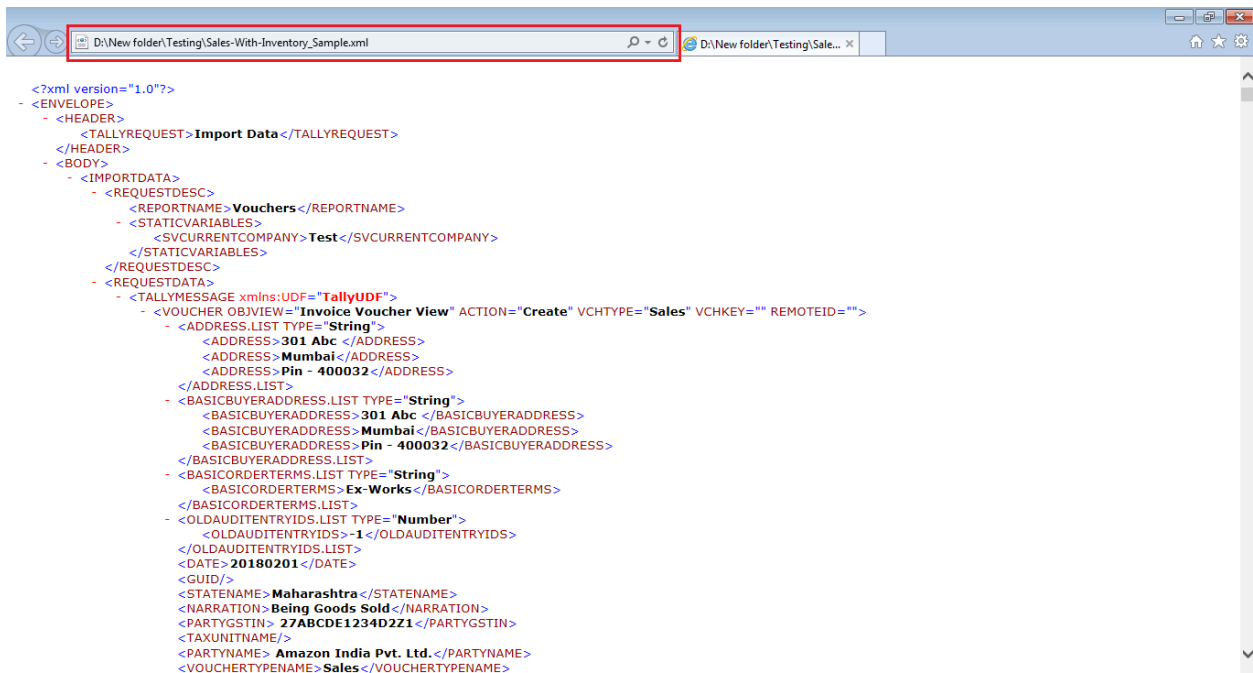 D:\New folder\Testing\Sales-With-Inventory_Sample.xml
D:\New folder\Testing\Sale...
<?xml version="1.0"?>
- <ENVELOPE>
- <HEADER>
<TALLYREQUEST>Import Data</TALLYREQUEST>
</HEADER>
- <BODY>
- <IMPORTDATA>
- <REQUESTDESC>
<REPORTNAME>Vouchers</REPORTNAME>
- <STATICVARIABLES>
<SVCURRENTCOMPANY>Test</SVCURRENTCOMPANY>
</STATICVARIABLES>
</REQUESTDESC>
- <REQUESTDATA>
- <TALLYMESSAGE xmlns:UDF="TallyUDF">
- <VOUCHER OBJVIEW="Invoice Voucher View" ACTION="Create" VCHTYPE="Sales" VCHKEY="" REMOTEID="">
- <ADDRESS.LIST TYPE="String">
<ADDRESS>301 Abc </ADDRESS>
<ADDRESS>Mumbai</ADDRESS>
<ADDRESS>Pin - 400032</ADDRESS>
</ADDRESS.LIST>
- <BASICBUYERADDRESS.LIST TYPE="String">
<BASICBUYERADDRESS>301 Abc </BASICBUYERADDRESS>
<BASICBUYERADDRESS>Mumbai</BASICBUYERADDRESS>
<BASICBUYERADDRESS>Pin - 400032</BASICBUYERADDRESS>
</BASICBUYERADDRESS.LIST>
- <BASICORDERTERMS.LIST TYPE="String">
<BASICORDERTERMS>Ex-Works</BASICORDERTERMS>
</BASICORDERTERMS.LIST>
- <OLDAUDITENTRYIDS.LIST TYPE="Number">
<OLDAUDITENTRYIDS>-1</OLDAUDITENTRYIDS>
</OLDAUDITENTRYIDS.LIST>
<DATE>20180201</DATE>
<GUID/>
<STATENAME>Maharashtra</STATENAME>
<NARRATION>Being Goods Sold</NARRATION>
<PARTYGSTIN> 27ABCDE1234D2Z1</PARTYGSTIN>
<TAXUNITNAME/>
<PARTYNAME> Amazon India Pvt. Ltd.</PARTYNAME>
<VOUCHERTYPENAME>Sales</VOUCHERTYPENAME>